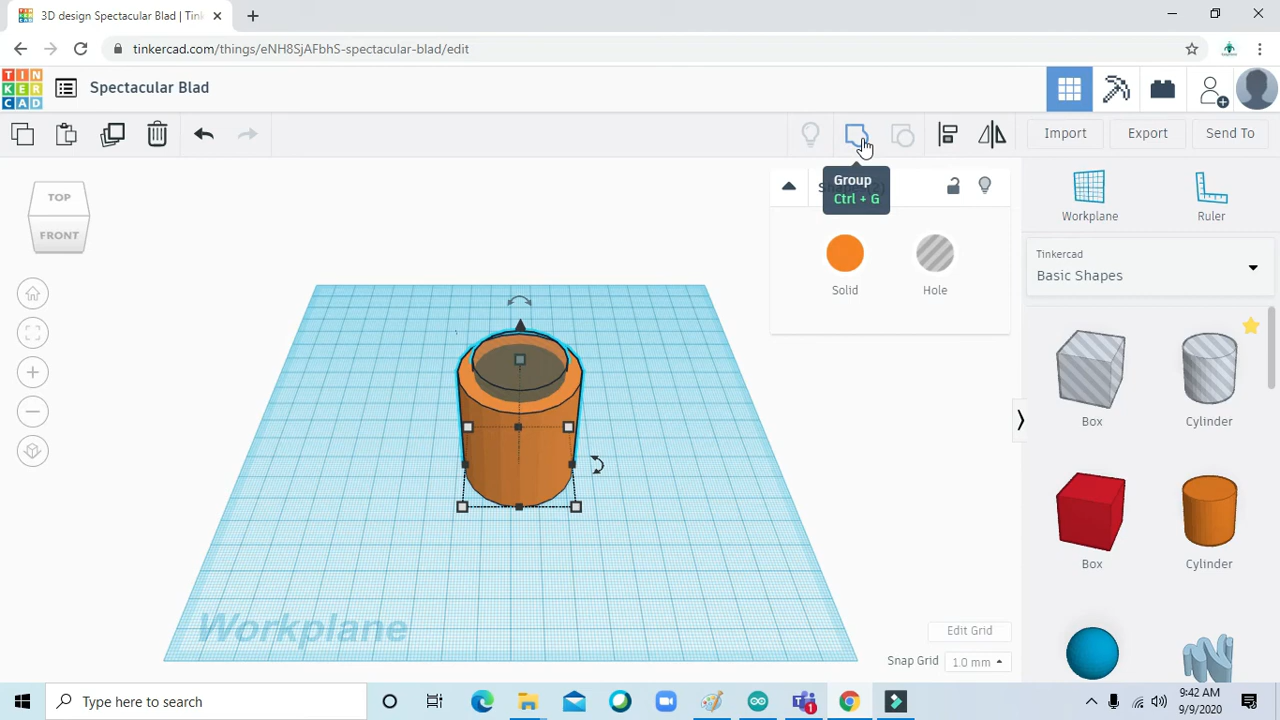 3D design Spectacular Blad | Tin
tinkercad.com/things/eNH8SjAFbhS-spectacular-blad/edit
TIN
KER
CAD
Spectacular Blad
Import
Export
Send To
Group
Ctrl + G
TOP
FRONT
Solid
Hole
Workplane
Ruler
Tinkercad
Basic Shapes
Box
Cylinder
Box
Cylinder
Workplane
Edit Grid
Snap Grid
1.0 mm
Type here to search
1
9:42 AM
9/9/2020